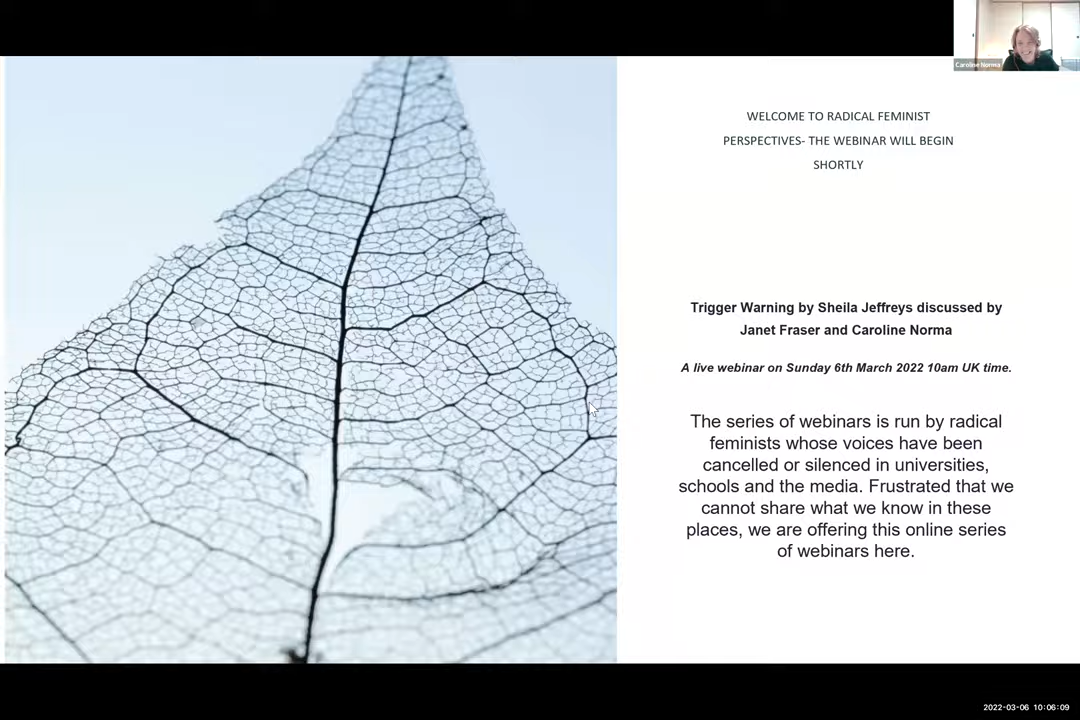 Caroline Norma
WELCOME TO RADICAL FEMINIST
PERSPECTIVES- THE WEBINAR WILL BEGIN
SHORTLY
Trigger Warning by Sheila Jeffreys discussed by
Janet Fraser and Caroline Norma
A live webinar on Sunday 6th March 2022 10am UK time.
The series of webinars is run by radical
feminists whose voices have been
cancelled or silenced in universities,
schools and the media. Frustrated that we
cannot share what we know in these
places, we are offering this online series
of webinars here.
2022-03-06 10:06:09